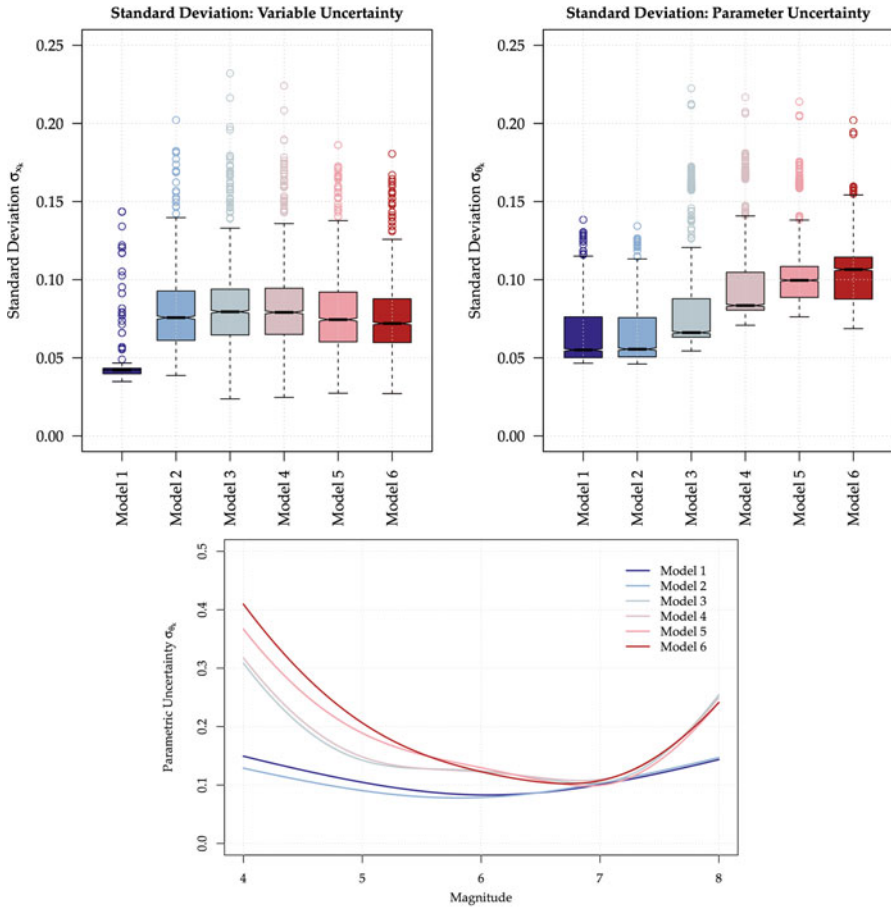 Standard Deviation: Variable Uncertainty
Standard Deviation σxk
0.25
0.20
0.15
0.10
0.05
0.00
Model 1
Model 2
Model 3
Model 4
Model 5
Model 6
Standard Deviation: Parameter Uncertainty
Standard Deviation σθk
0.25
0.20
0.15
0.10
0.05
0.00
Model 1
Model 2
Model 3
Model 4
Model 5
Model 6
Parametric Uncertainty σθk
0.5
0.4
0.3
0.2
0.1
0.0
Model 1
Model 2
Model 3
Model 4
Model 5
Model 6
4
5
6
7
8
Magnitude